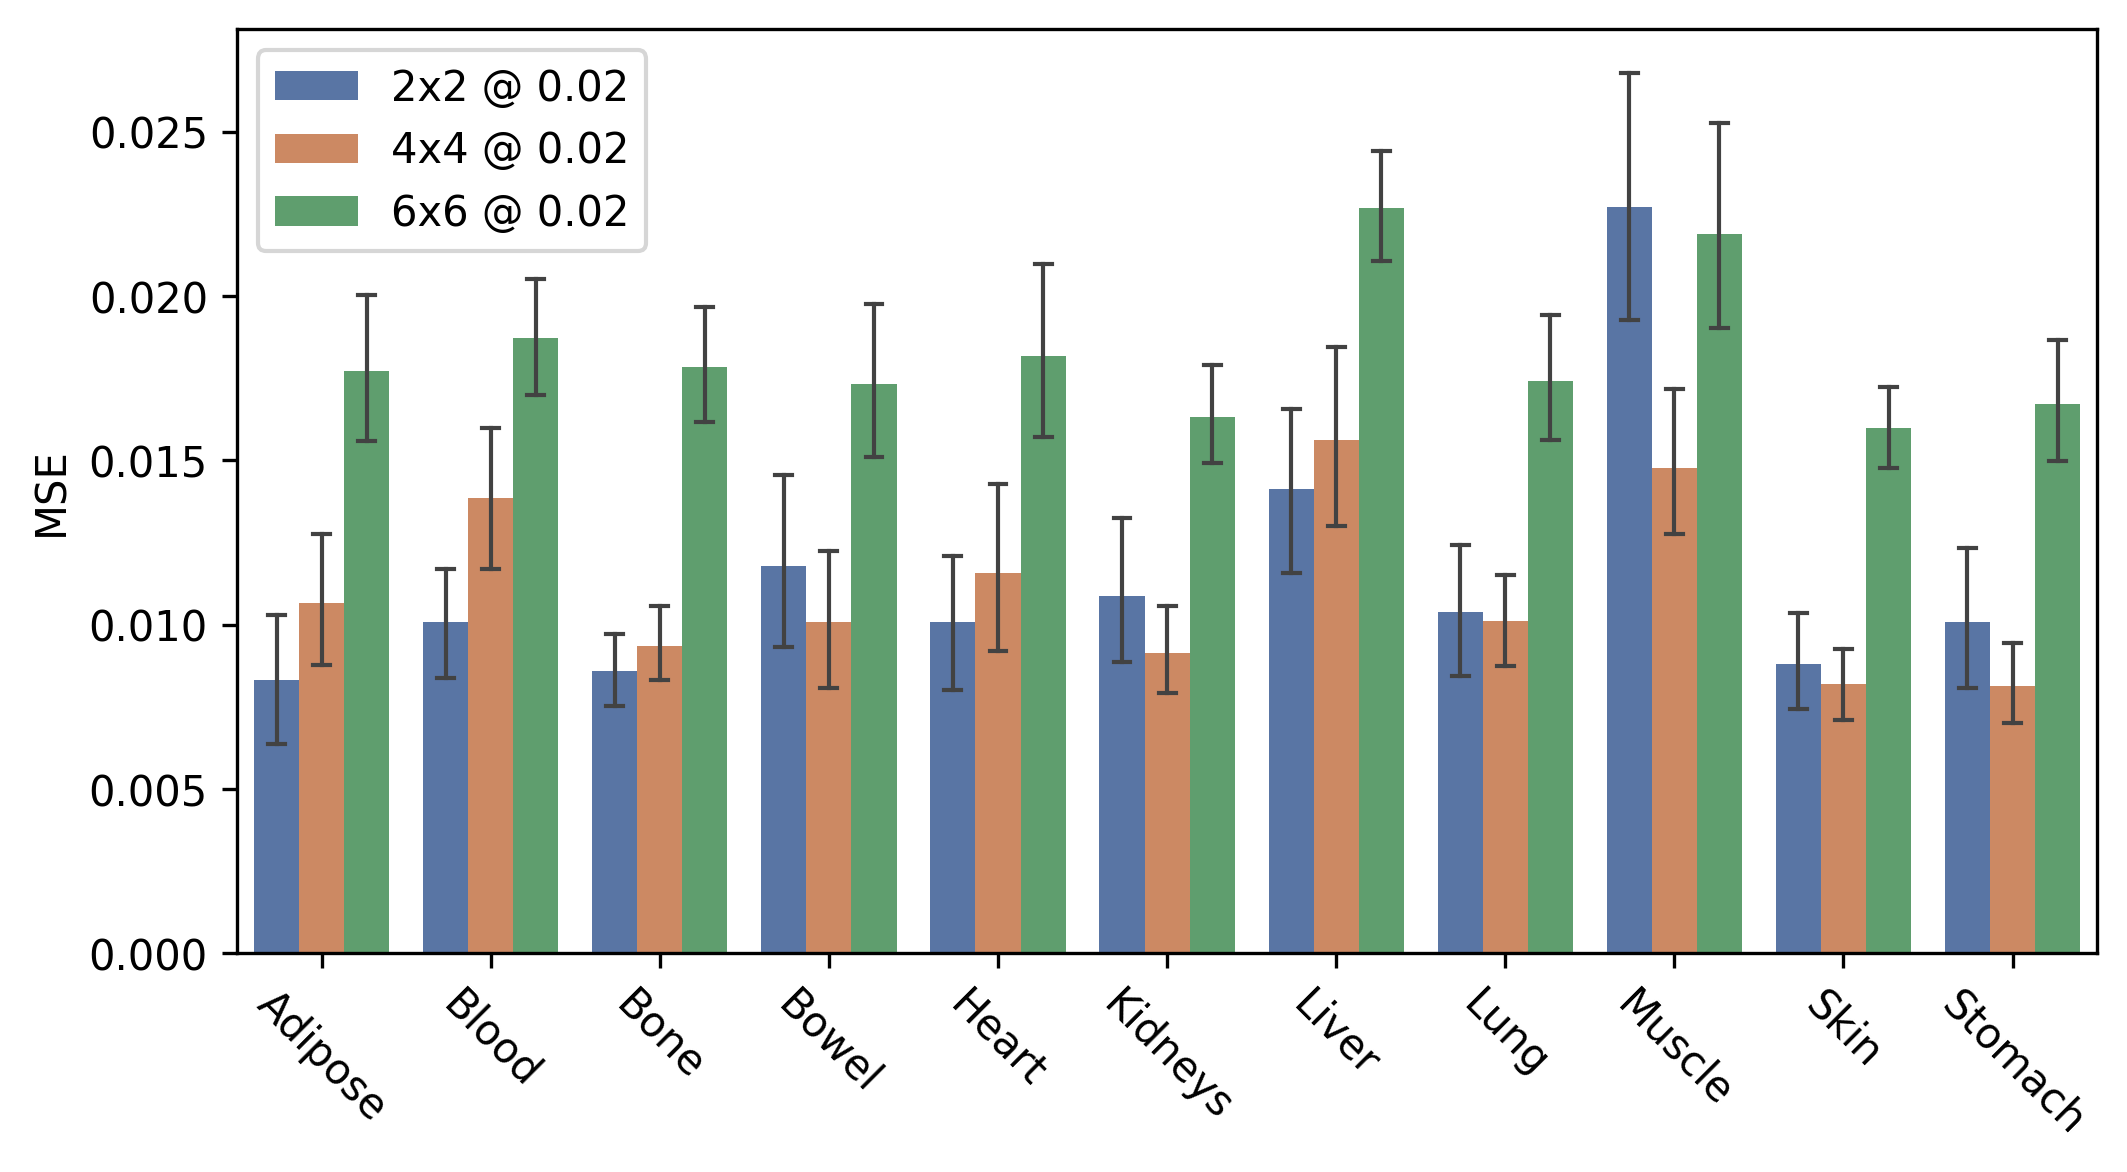 2x2 @ 0.02
4x4 @ 0.02
6x6 @ 0.02
MSE
0.025
0.020
0.015
0.010
0.005
0.000
Adipose
Blood
Bone
Bowel
Heart
Kidneys
Liver
Lung
Muscle
Skin
Stomach